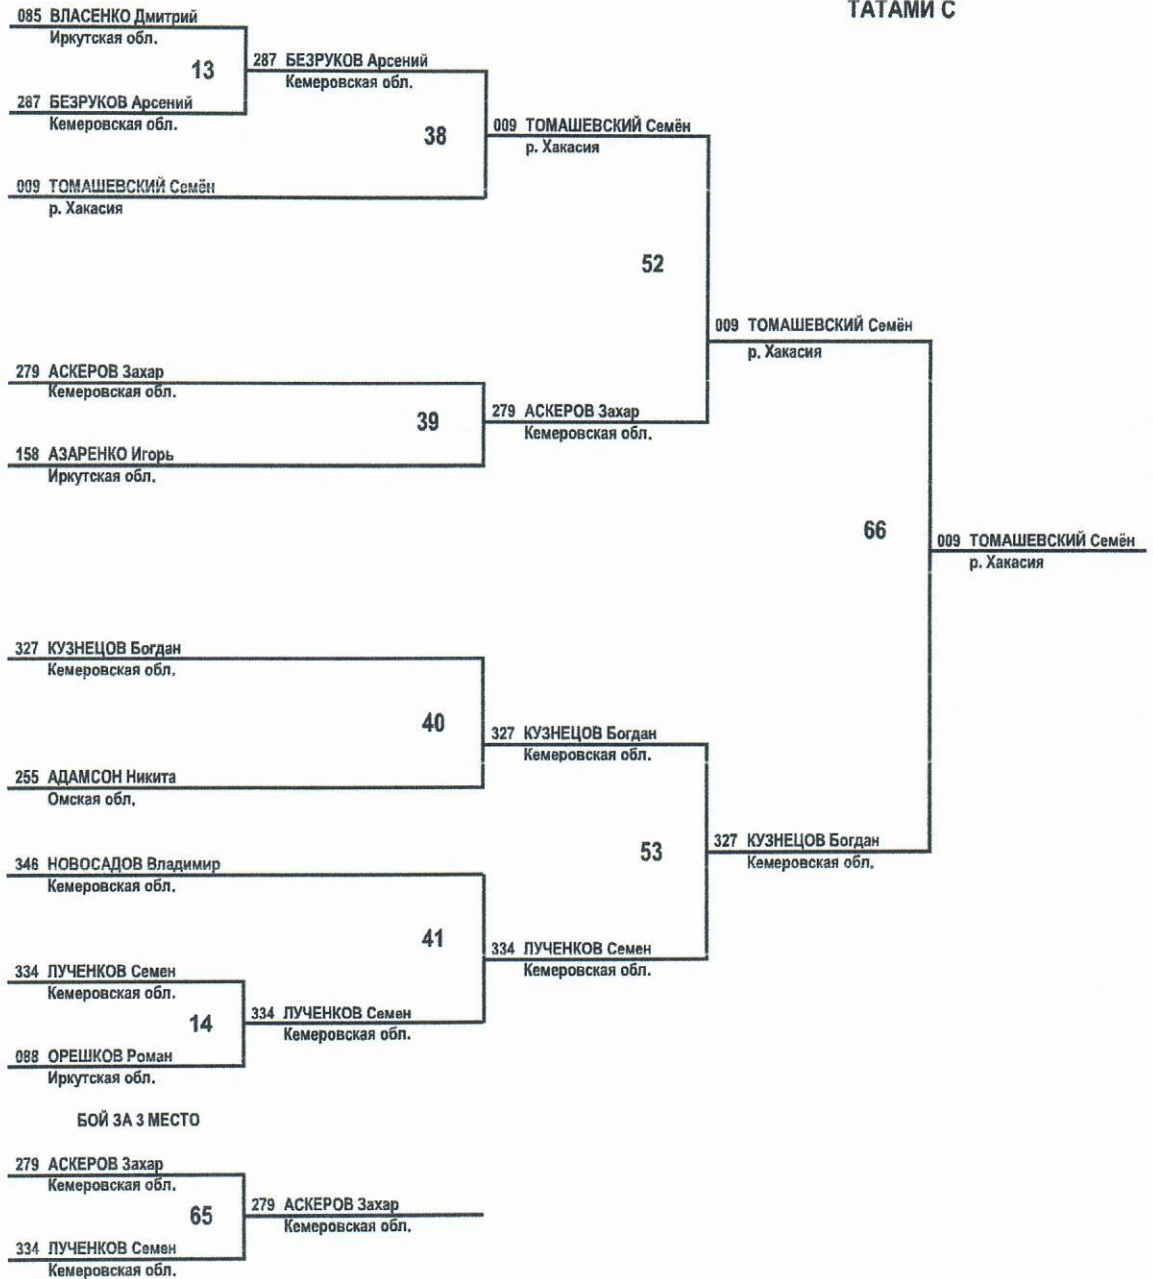 ТАТАМИ С
085 ВЛАСЕНКО Дмитрий
Иркутская обл.
13
287 БЕЗРУКОВ Арсений
Кемеровская обл.
287 БЕЗРУКОВ Арсений
Кемеровская обл.
38
009 ТОМАШЕВСКИЙ Семён
р. Хакасия
009 ТОМАШЕВСКИЙ Семён
р. Хакасия
52
009 ТОМАШЕВСКИЙ Семён
р. Хакасия
279 АСКЕРОВ Захар
Кемеровская обл.
39
279 АСКЕРОВ Захар
Кемеровская обл.
158 АЗАРЕНКО Игорь
Иркутская обл.
66
009 ТОМАШЕВСКИЙ Семён
р. Хакасия
327 КУЗНЕЦОВ Богдан
Кемеровская обл.
40
327 КУЗНЕЦОВ Богдан
Кемеровская обл.
255 АДАМСОН Никита
Омская обл.
53
327 КУЗНЕЦОВ Богдан
Кемеровская обл.
346 НОВОСАДОВ Владимир
Кемеровская обл.
41
334 ЛУЧЕНКОВ Семен
Кемеровская обл.
334 ЛУЧЕНКОВ Семен
Кемеровская обл.
14
334 ЛУЧЕНКОВ Семен
Кемеровская обл.
088 ОРЕШКОВ Роман
Иркутская обл.
БОЙ ЗА 3 МЕСТО
279 АСКЕРОВ Захар
Кемеровская обл.
65
279 АСКЕРОВ Захар
Кемеровская обл.
334 ЛУЧЕНКОВ Семен
Кемеровская обл.